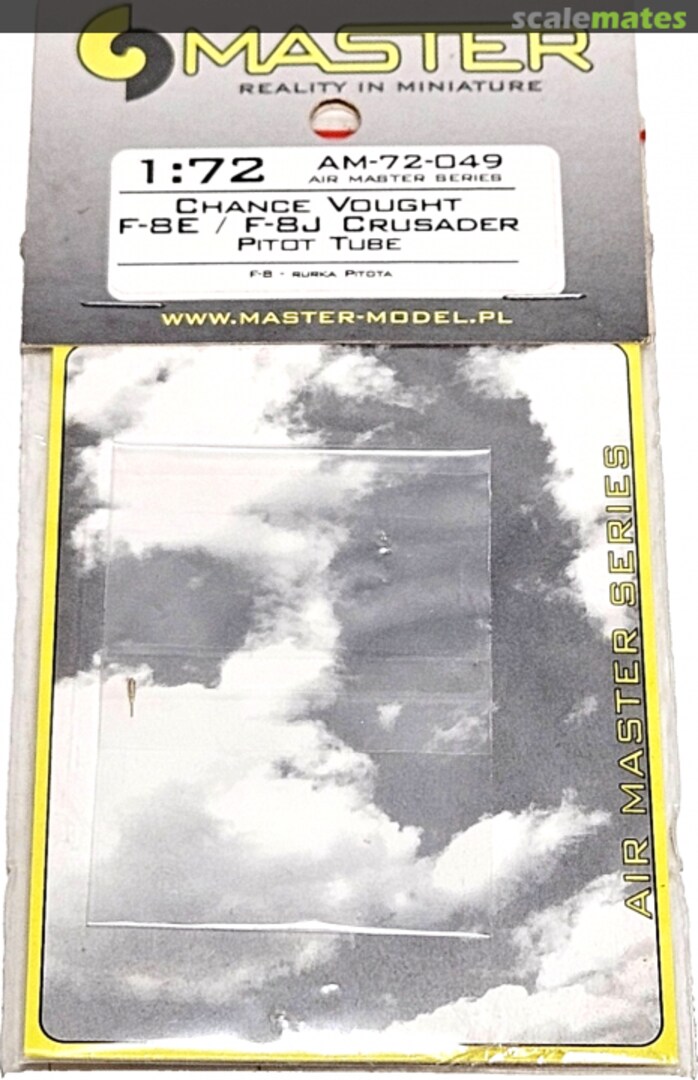 scalemates
MASTER
REALITY IN MINIATURE
1:72 AM-72-049
AIR MASTER SERIES
CHANCE VOUGHT
F-8E / F-8J CRUSADER
PITOT TUBE
F-8 - RURKA PITOTA
WWW.MASTER-MODEL.PL
AIR MASTER SERIES